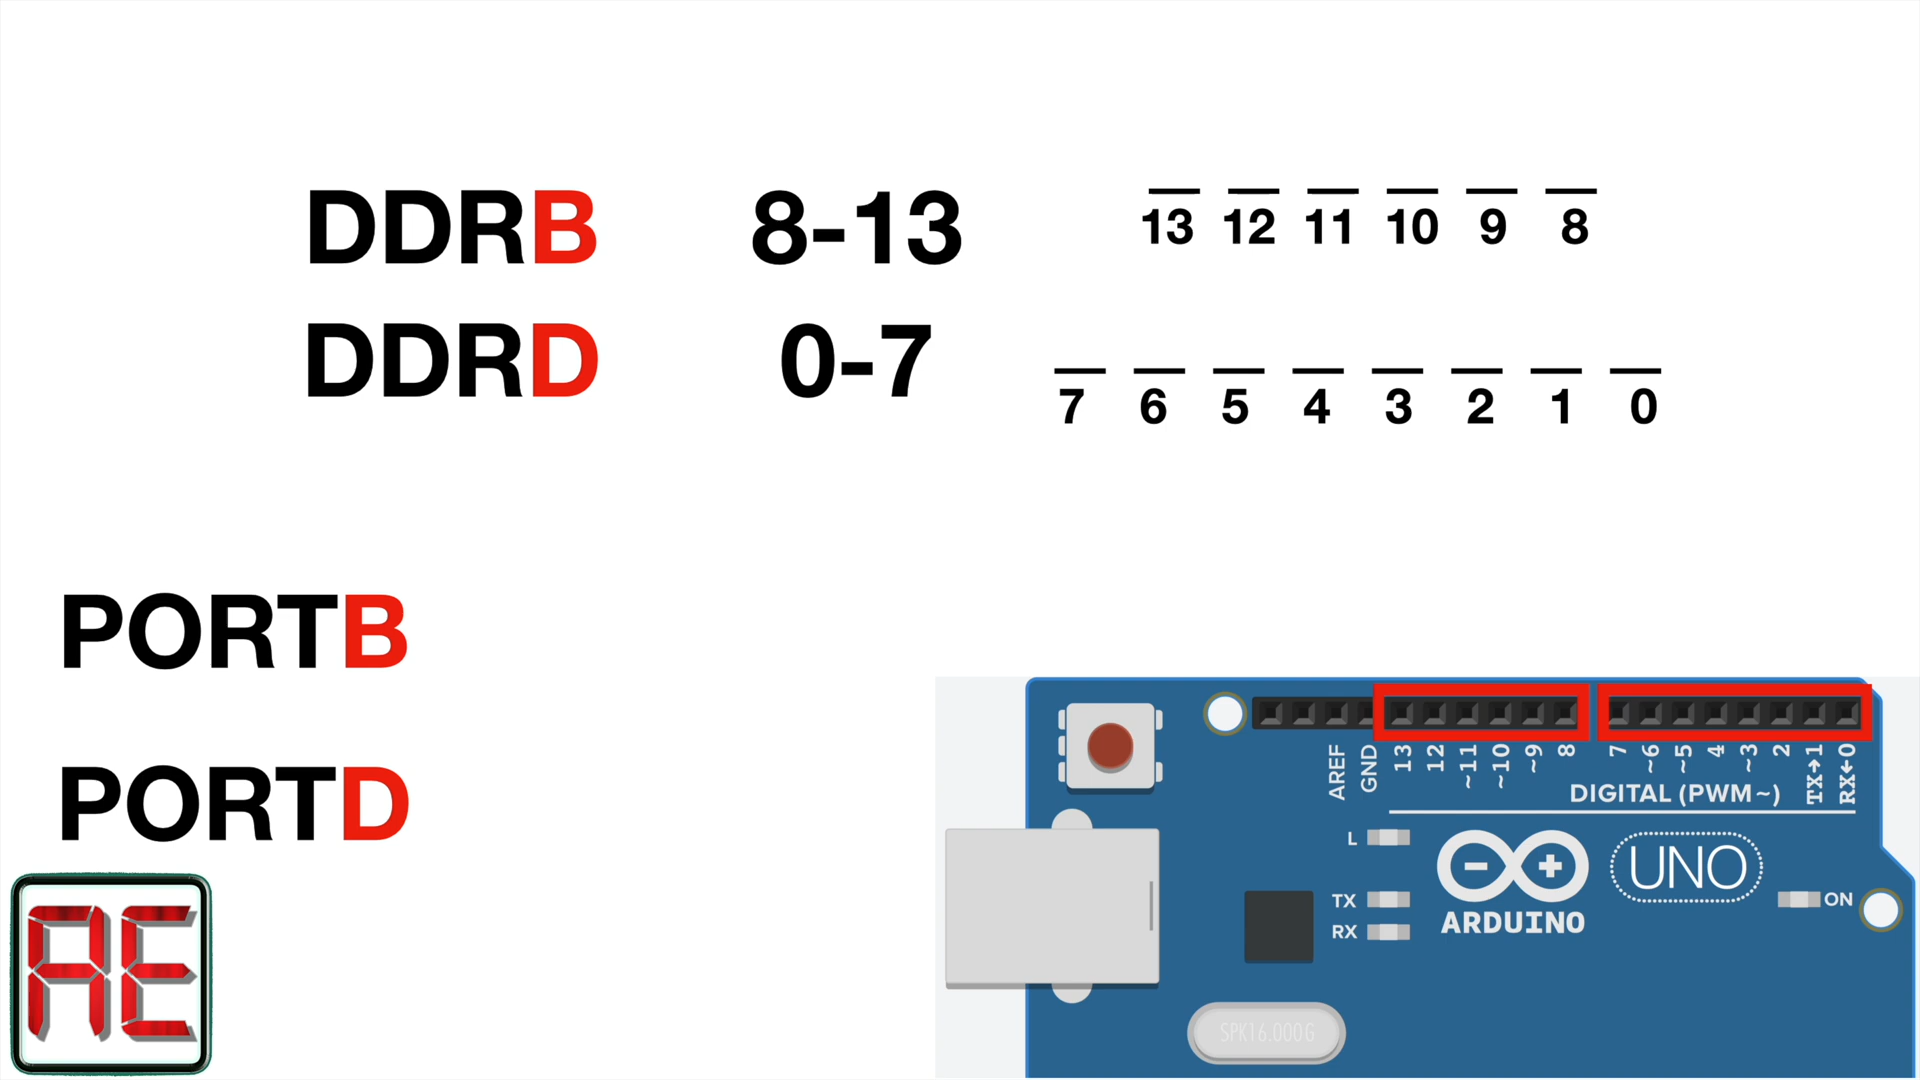 DDRB 8-13
13 12 11 10 9 8
DDRD 0-7
7 6 5 4 3 2 1 0
PORTB
PORTD
AE
AREF GND 13 12 ~11 ~10 ~9 8 7 ~6 ~5 4 ~3 2 TX→1 RX←0
DIGITAL (PWM~)
L
TX
RX
ARDUINO
UNO
ON
SPK16.000G